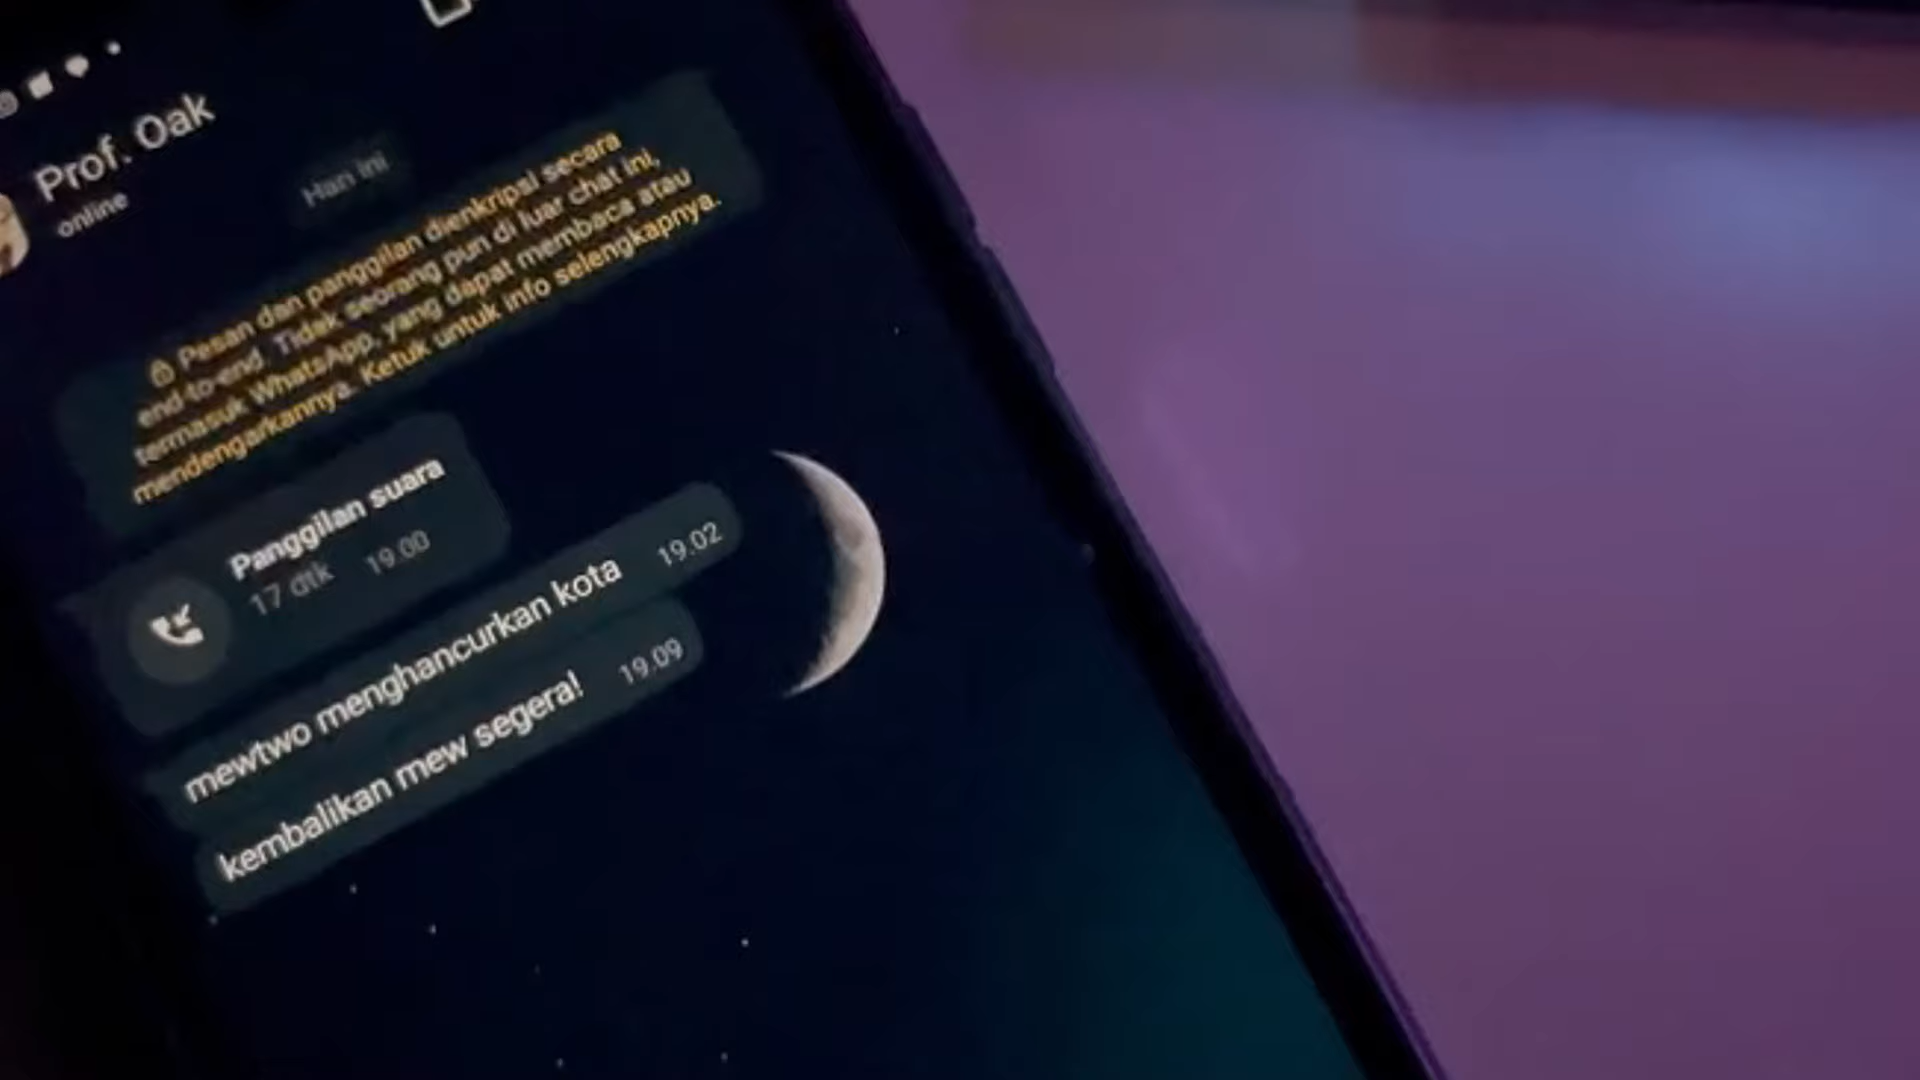 Prof. Oak
online
Hari ini
Pesan dan panggilan dienkripsi secara
end-to-end. Tidak seorang pun di luar chat ini,
termasuk WhatsApp, yang dapat membaca atau
mendengarkannya. Ketuk untuk info selengkapnya.
Panggilan suara
17 dtk 19.00
mewtwo menghancurkan kota 19.02
kembalikan mew segera! 19.09